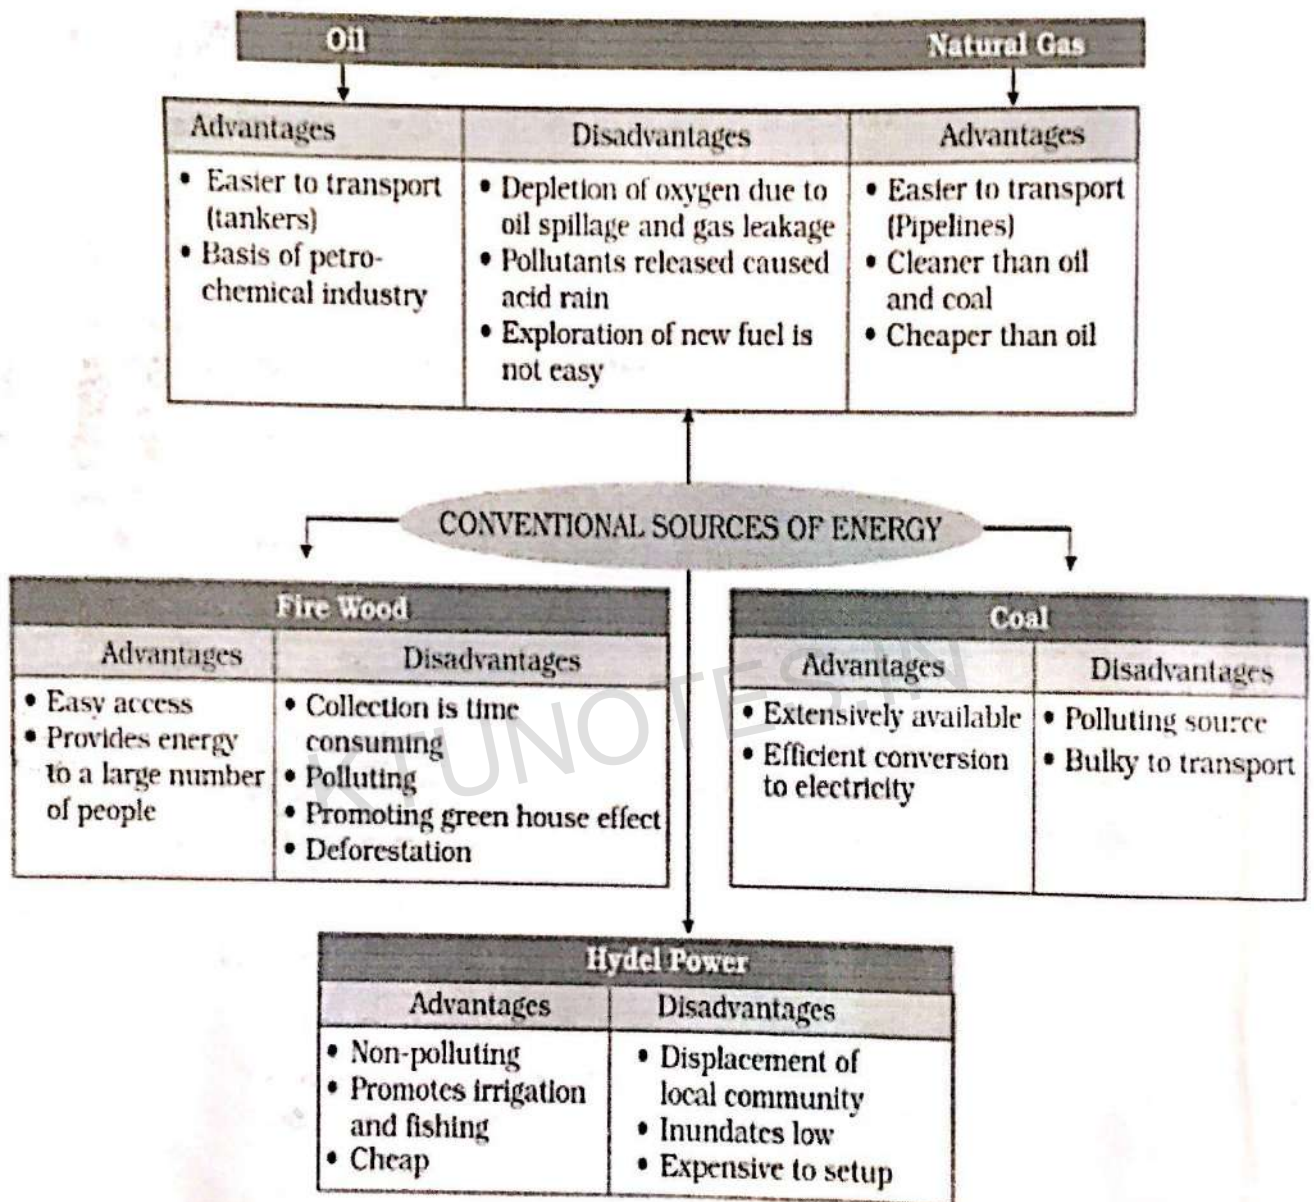 Oil
Natural Gas
Advantages
• Easier to transport
(tankers)
• Basis of petro-
chemical industry
Disadvantages
• Depletion of oxygen due to
oil spillage and gas leakage
• Pollutants released caused
acid rain
• Exploration of new fuel is
not easy
Advantages
• Easier to transport
(Pipelines)
• Cleaner than oil
and coal
• Cheaper than oil
CONVENTIONAL SOURCES OF ENERGY
Fire Wood
Advantages
• Easy access
• Provides energy
to a large number
of people
Disadvantages
• Collection is time
consuming
• Polluting
• Promoting green house effect
• Deforestation
Coal
Advantages
• Extensively available
• Efficient conversion
to electricity
Disadvantages
• Polluting source
• Bulky to transport
KTUNOTES.IN
Hydel Power
Advantages
• Non-polluting
• Promotes irrigation
and fishing
• Cheap
Disadvantages
• Displacement of
local community
• Inundates low
• Expensive to setup